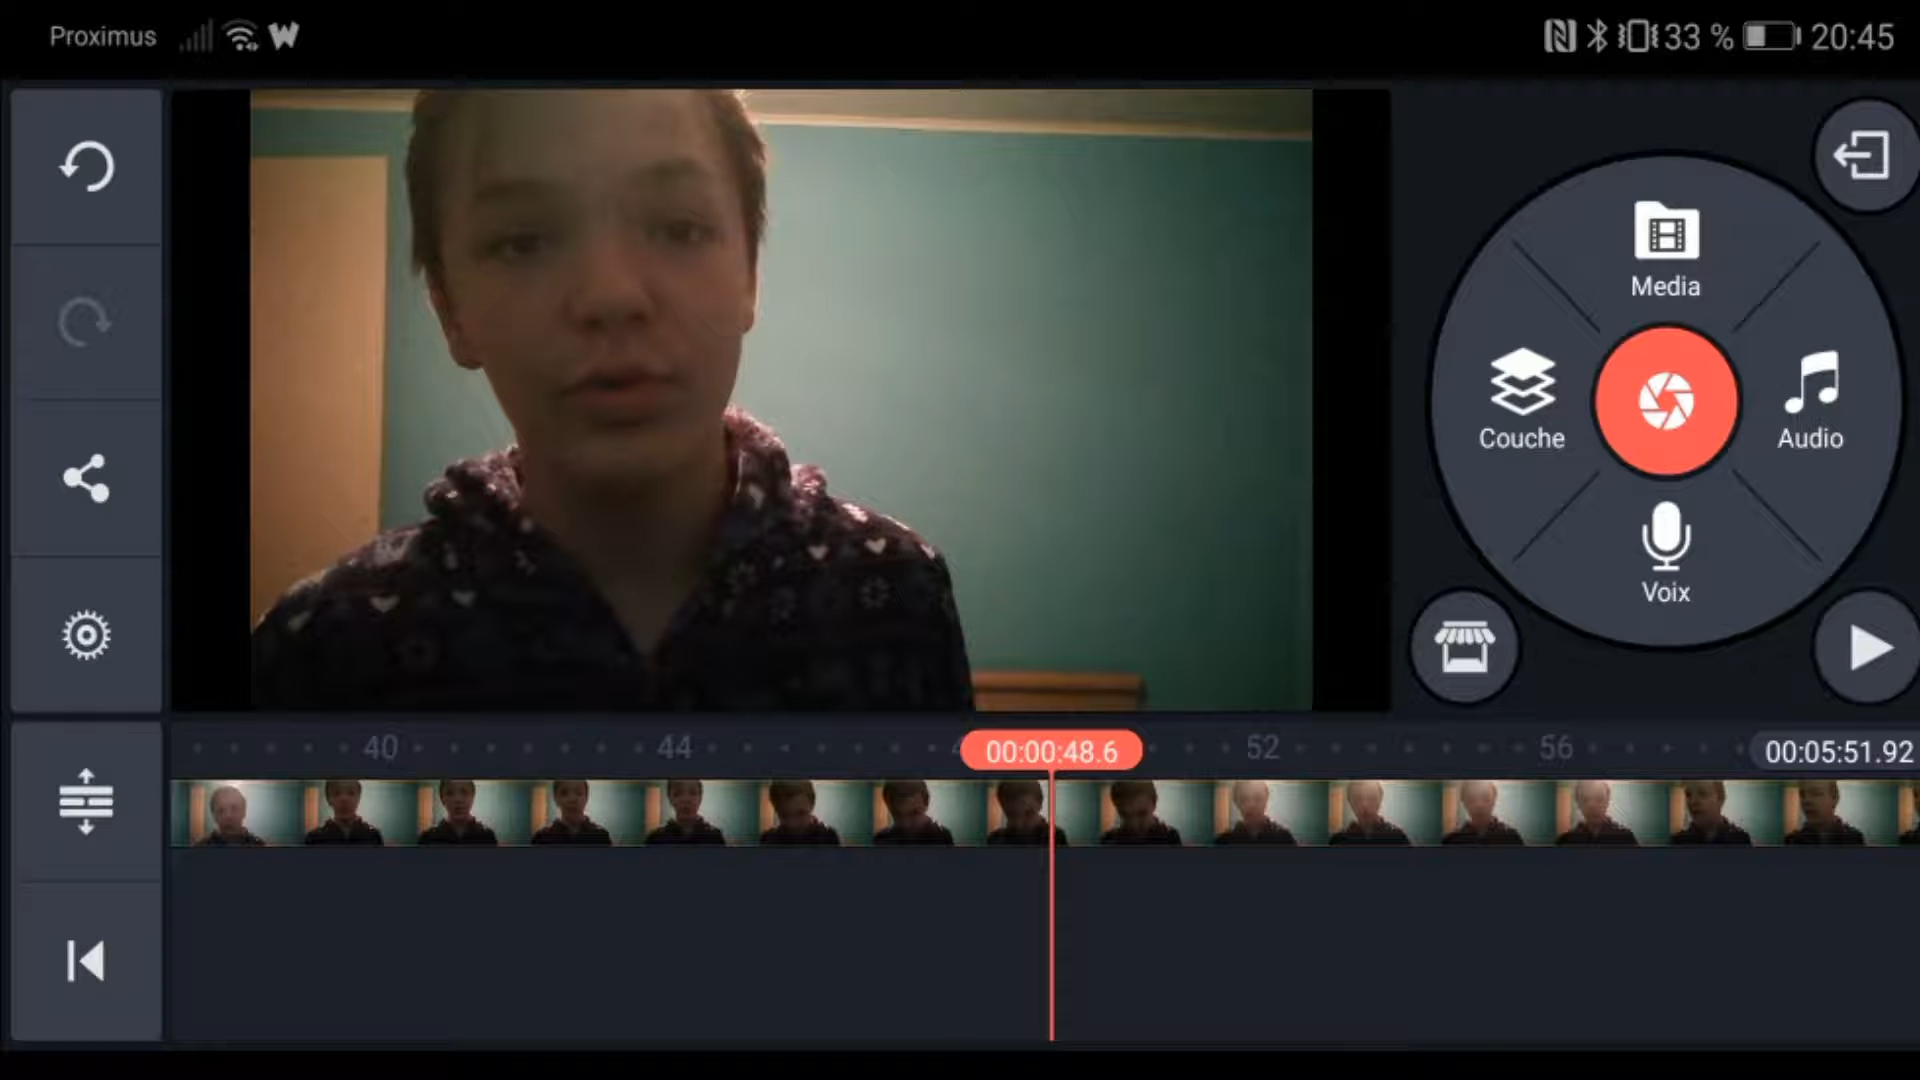 Proximus
33 % 20:45
Media
Couche
Audio
Voix
40 44 00:00:48.6 52 56 00:05:51.92